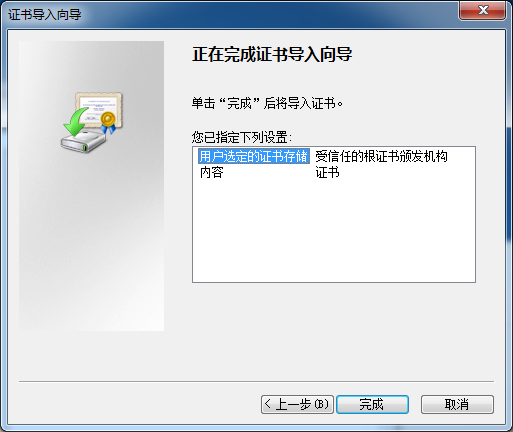 证书导入向导
正在完成证书导入向导
单击“完成”后将导入证书。
您已指定下列设置:
用户选定的证书存储 受信任的根证书颁发机构
内容 证书
< 上一步(B)
完成
取消